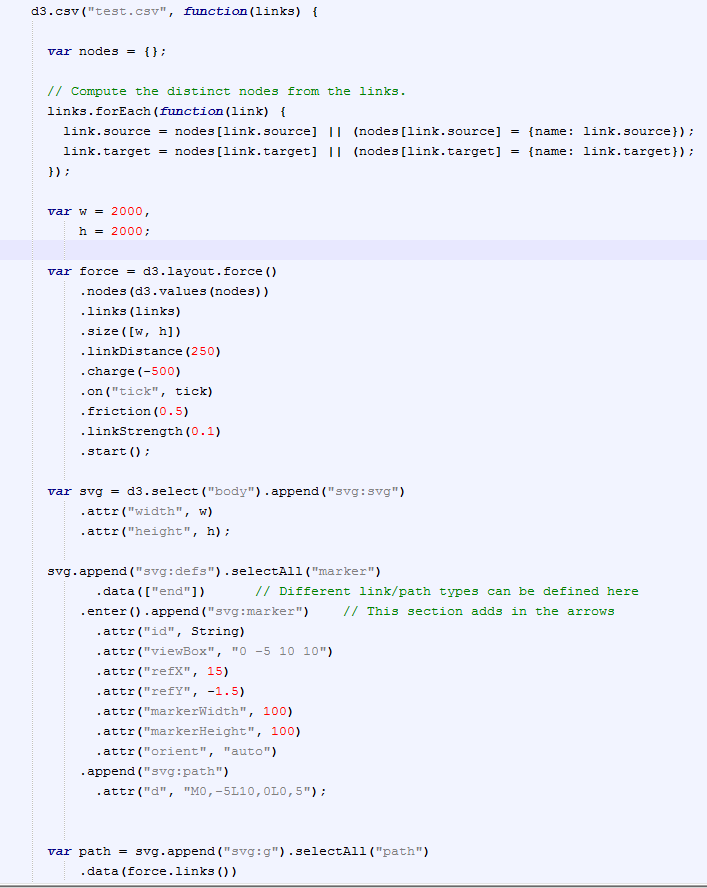 d3.csv("test.csv", function(links) {
var nodes = {};
// Compute the distinct nodes from the links.
links.forEach(function(link) {
link.source = nodes[link.source] || (nodes[link.source] = {name: link.source});
link.target = nodes[link.target] || (nodes[link.target] = {name: link.target});
});
var w = 2000,
h = 2000;
var force = d3.layout.force()
.nodes(d3.values(nodes))
.links(links)
.size([w, h])
.linkDistance(250)
.charge(-500)
.on("tick", tick)
.friction(0.5)
.linkStrength(0.1)
.start();
var svg = d3.select("body").append("svg:svg")
.attr("width", w)
.attr("height", h);
svg.append("svg:defs").selectAll("marker")
.data(["end"]) // Different link/path types can be defined here
.enter().append("svg:marker") // This section adds in the arrows
.attr("id", String)
.attr("viewBox", "0 -5 10 10")
.attr("refX", 15)
.attr("refY", -1.5)
.attr("markerWidth", 100)
.attr("markerHeight", 100)
.attr("orient", "auto")
.append("svg:path")
.attr("d", "M0,-5L10,0L0,5");
var path = svg.append("svg:g").selectAll("path")
.data(force.links())